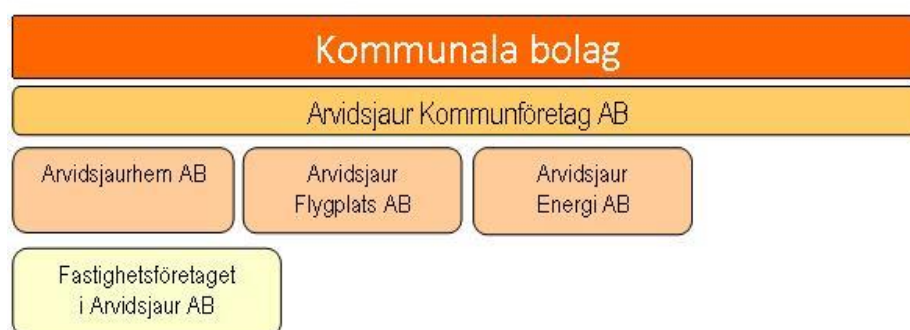 Kommunala bolag
Arvidsjaur Kommunföretag AB
Arvidsjaurhem AB
Arvidsjaur
Flygplats AB
Arvidsjaur
Energi AB
Fastighetsföretaget
i Arvidsjaur AB